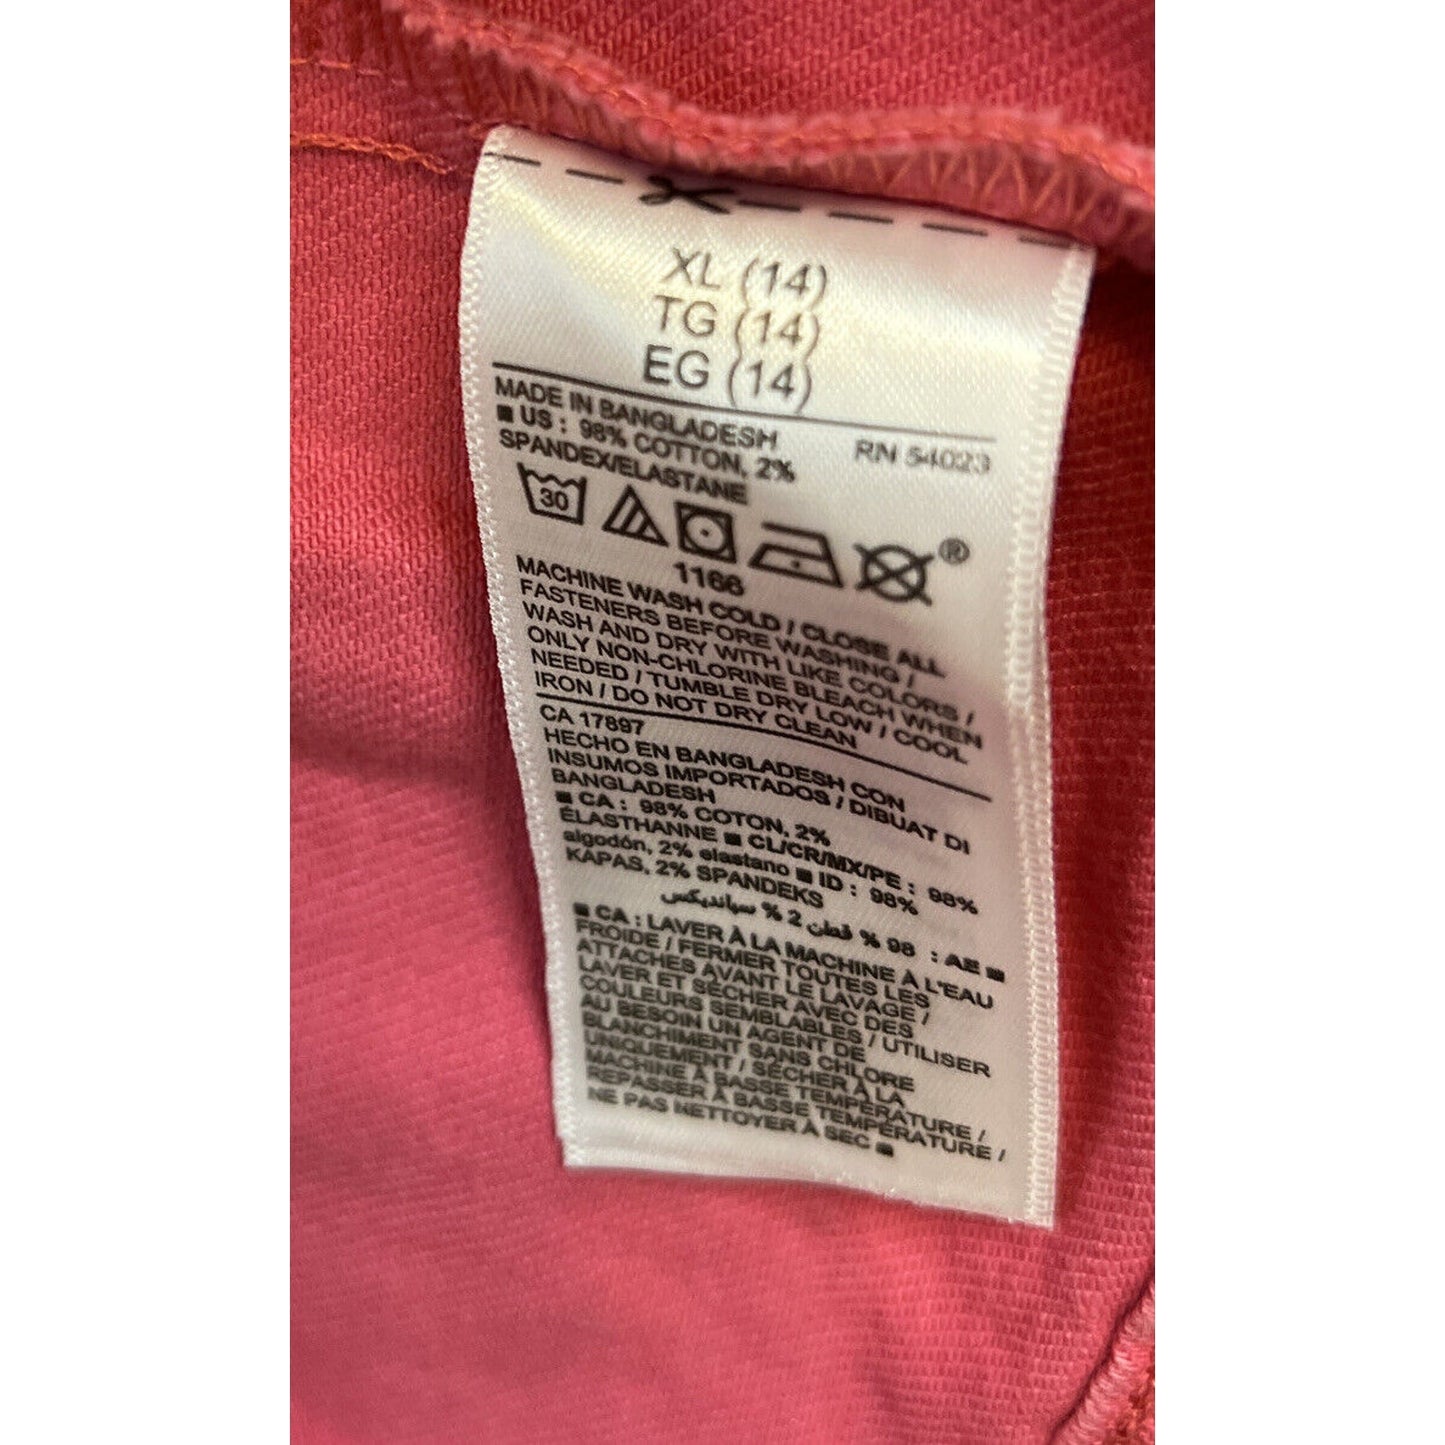 XL (14)
TG (14)
EG (14)
MADE IN BANGLADESH
RN 54023
■ US : 98% COTTON, 2%
SPANDEX/ELASTANE
30
®
1166
MACHINE WASH COLD / CLOSE ALL
FASTENERS BEFORE WASHING /
WASH AND DRY WITH LIKE COLORS /
ONLY NON-CHLORINE BLEACH WHEN
NEEDED / TUMBLE DRY LOW / COOL
IRON / DO NOT DRY CLEAN
CA 17897
HECHO EN BANGLADESH CON
INSUMOS IMPORTADOS / DIBUAT DI
BANGLADESH
■ CA : 98% COTON, 2%
ÉLASTHANNE ■ CL/CR/MX/PE : 98%
algodón, 2% elastano ■ ID : 98%
KAPAS, 2% SPANDEKS
■ AE : 98 % قطن 2 % سباندیکس
■ CA : LAVER À LA MACHINE À L'EAU
FROIDE / FERMER TOUTES LES
ATTACHES AVANT LE LAVAGE /
LAVER ET SÉCHER AVEC DES
COULEURS SEMBLABLES / UTILISER
AU BESOIN UN AGENT DE
BLANCHIMENT SANS CHLORE
UNIQUEMENT / SÉCHER À LA
MACHINE À BASSE TEMPÉRATURE /
REPASSER À BASSE TEMPÉRATURE /
NE PAS NETTOYER À SEC ■